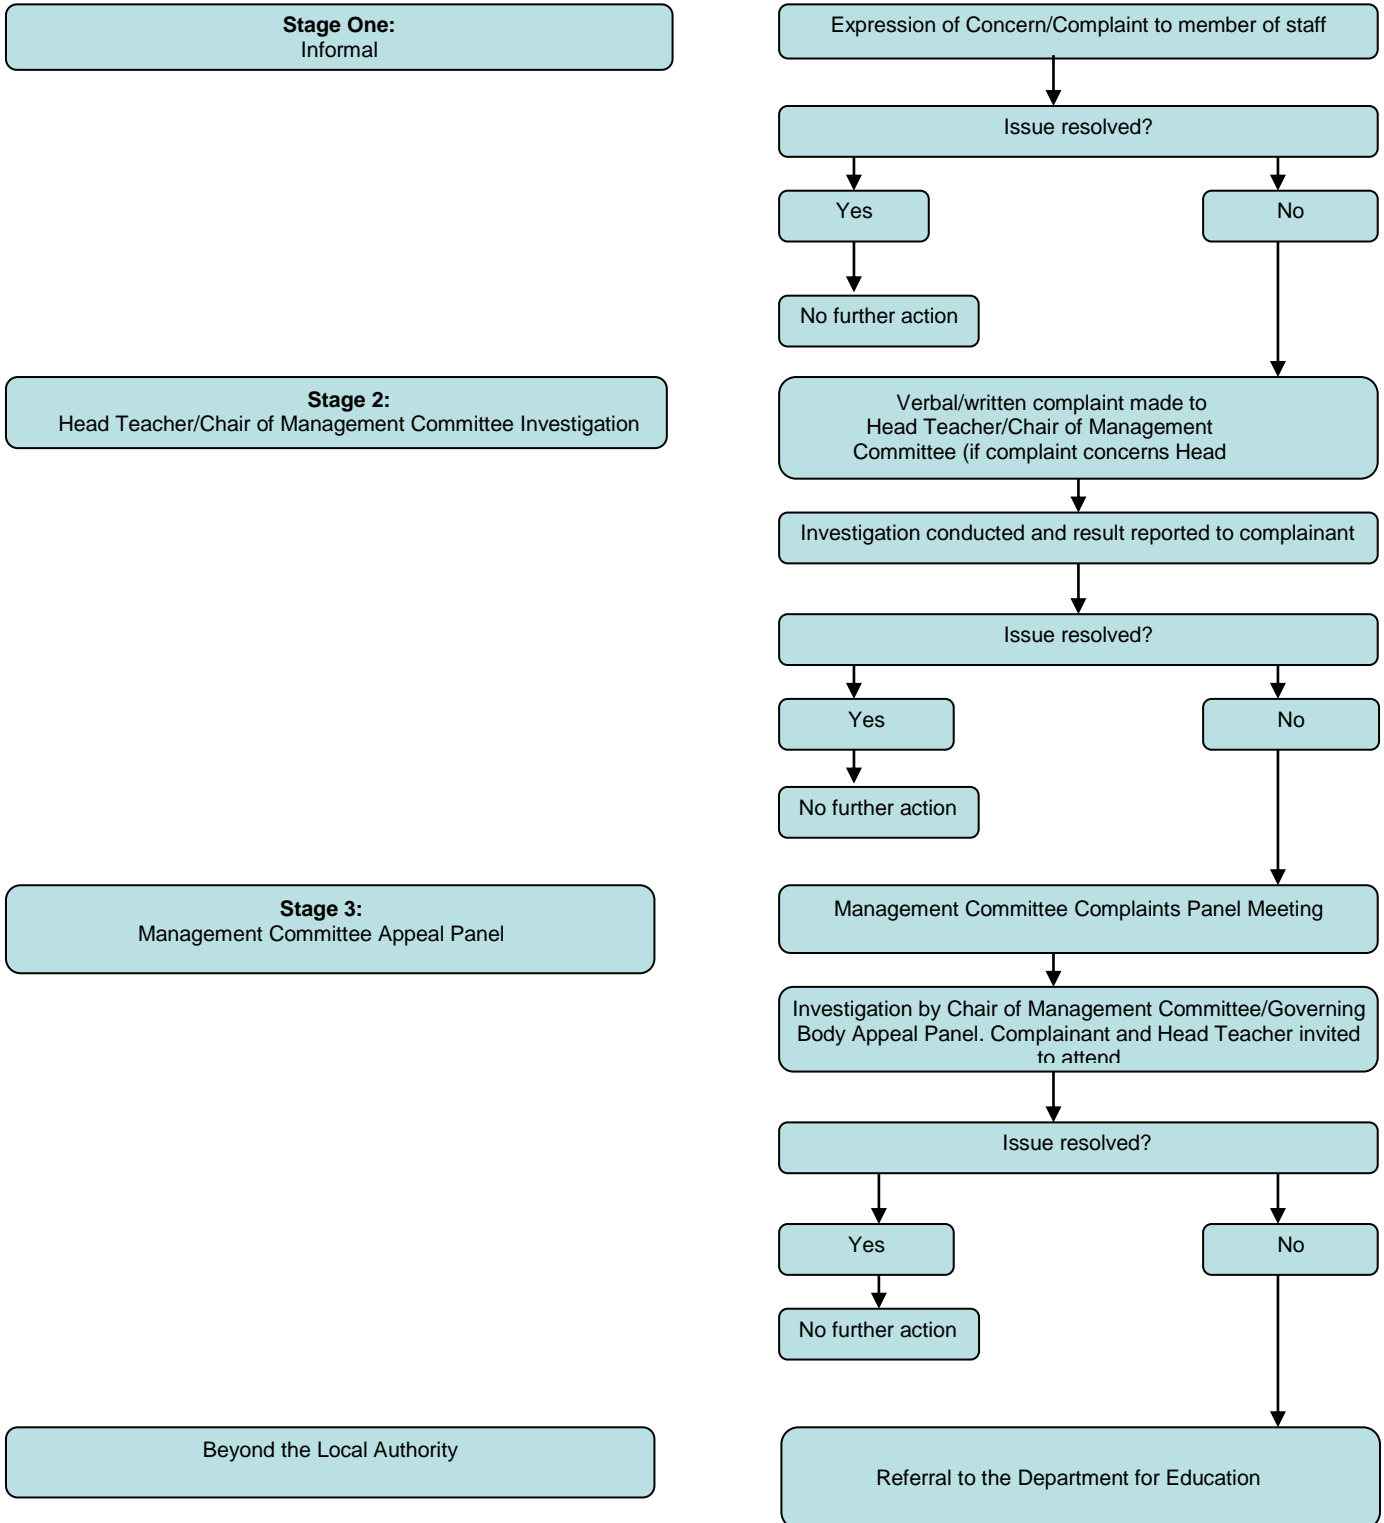 Stage One:
Informal
Expression of Concern/Complaint to member of staff
Issue resolved?
Yes
No
No further action
Stage 2:
Head Teacher/Chair of Management Committee Investigation
Verbal/written complaint made to
Head Teacher/Chair of Management
Committee (if complaint concerns Head
Investigation conducted and result reported to complainant
Issue resolved?
Yes
No
No further action
Stage 3:
Management Committee Appeal Panel
Management Committee Complaints Panel Meeting
Investigation by Chair of Management Committee/Governing
Body Appeal Panel. Complainant and Head Teacher invited
to attend
Issue resolved?
Yes
No
No further action
Beyond the Local Authority
Referral to the Department for Education